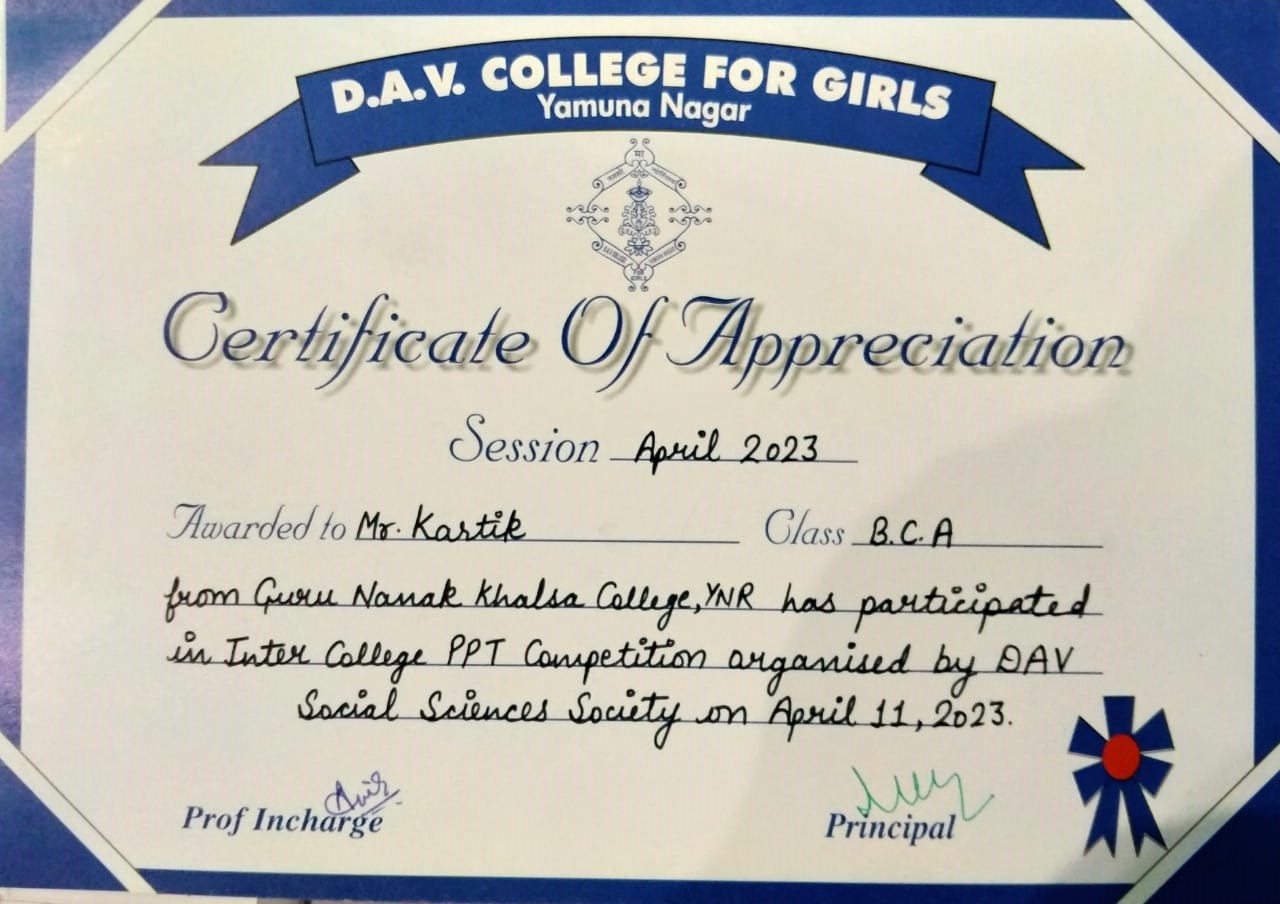 D.A.V. COLLEGE FOR GIRLS
Yamuna Nagar
मा
FOR
GIRLS
Certificate Of Appreciation
Session April 2023
Awarded to Mr. Kartik Class B.C.A
from Guru Nanak Khalsa College, YNR has participated
in Inter College PPT Competition organised by DAV
Social Sciences Society on April 11, 2023.
Prof Incharge
Principal